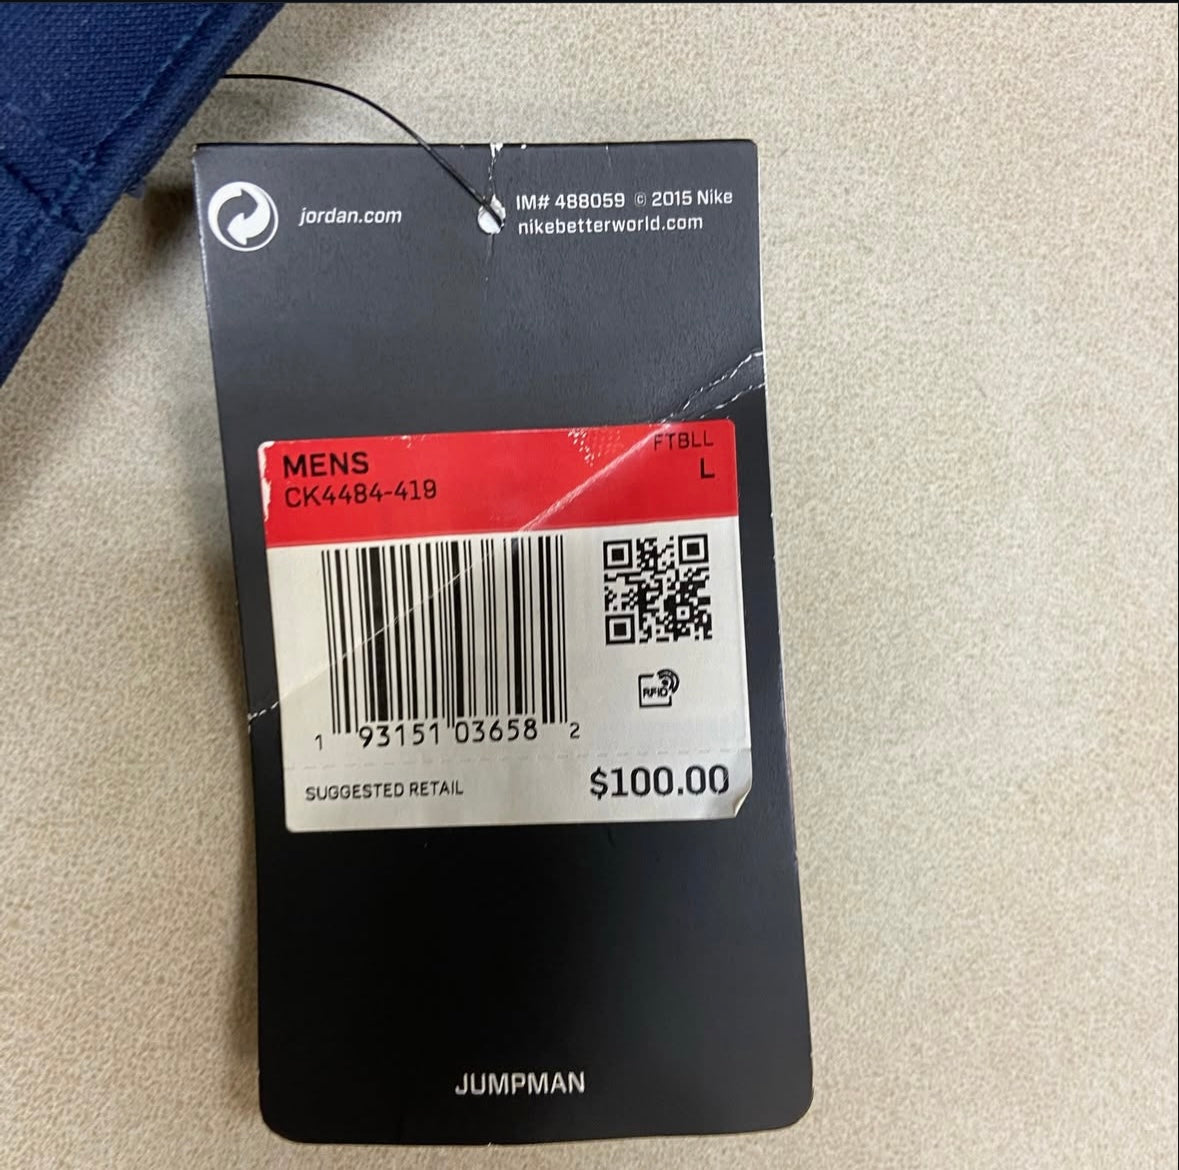 jordan.com
IM# 488059 © 2015 Nike
nikebetterworld.com
FTBLL
MENS
L
CK4484-419
RFID
1 93151 03658 2
SUGGESTED RETAIL $100.00
JUMPMAN